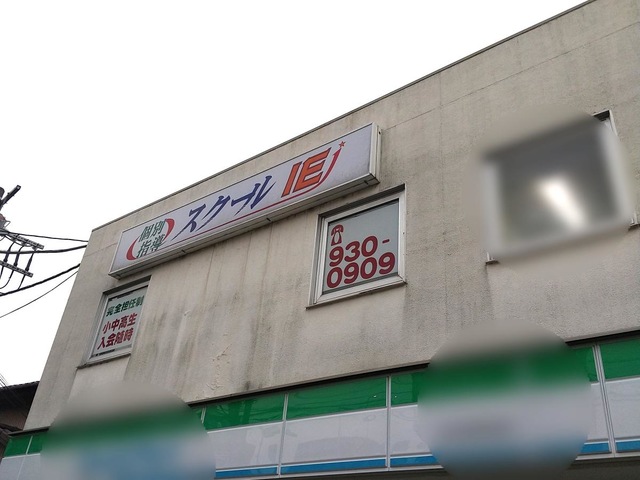 個別
指導
スクール IE
930-
0909
完全担任制
小中高生
入会随時